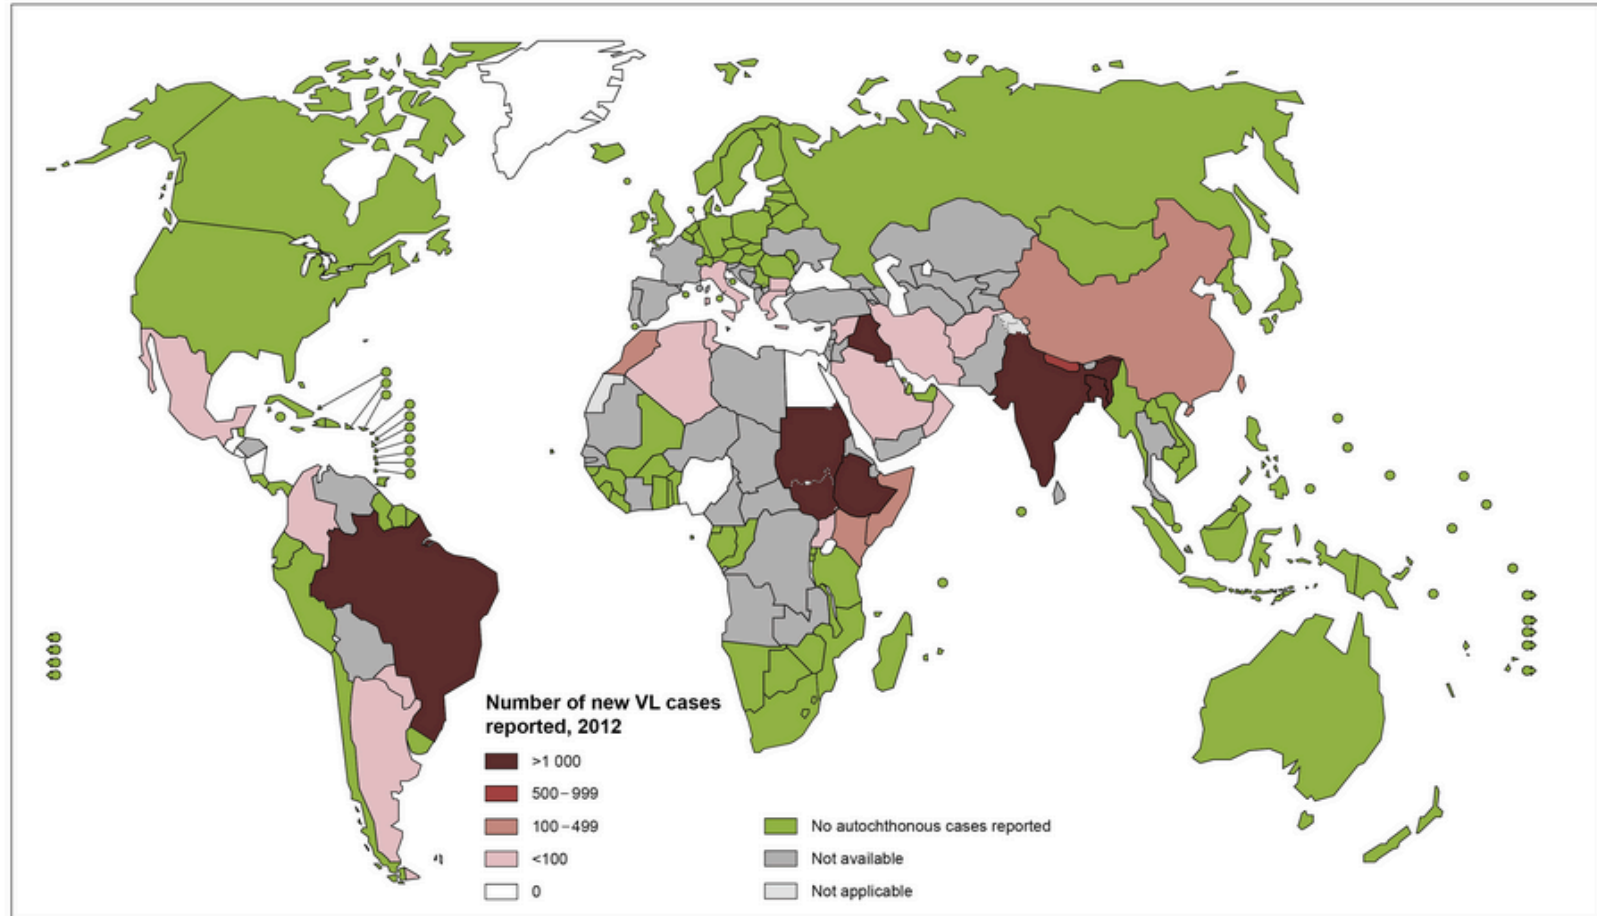 Number of new VL cases
reported, 2012
>1 000
500–999
100–499
<100
0
No autochthonous cases reported
Not available
Not applicable